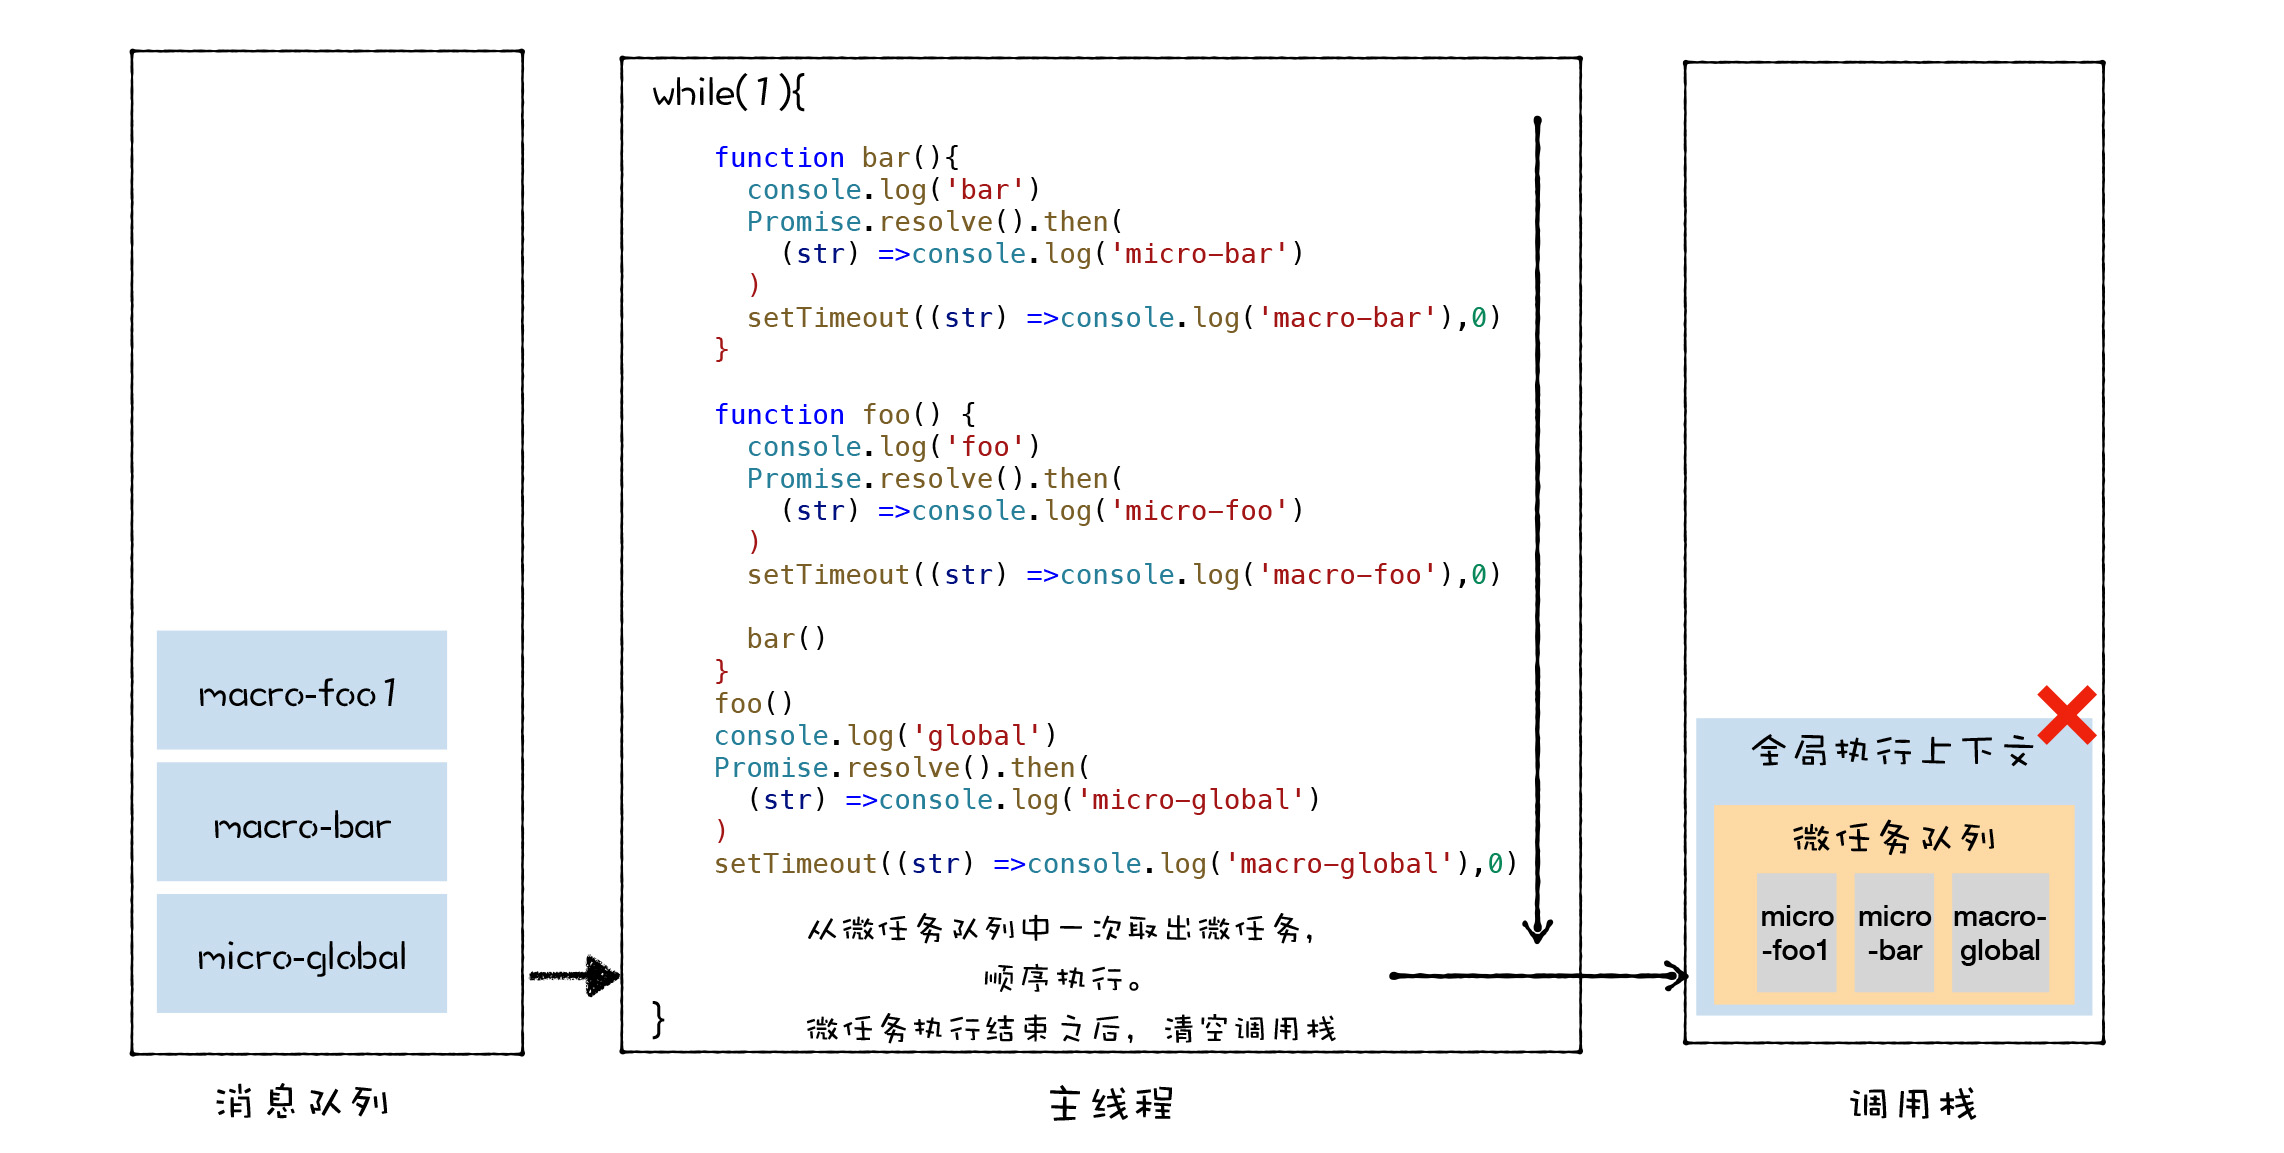 macro-foo1
macro-bar
micro-global
消息队列
while(1){
function bar(){
console.log('bar')
Promise.resolve().then(
(str) =>console.log('micro-bar')
)
setTimeout((str) =>console.log('macro-bar'),0)
}
function foo() {
console.log('foo')
Promise.resolve().then(
(str) =>console.log('micro-foo')
)
setTimeout((str) =>console.log('macro-foo'),0)
bar()
}
foo()
console.log('global')
Promise.resolve().then(
(str) =>console.log('micro-global')
)
setTimeout((str) =>console.log('macro-global'),0)
从微任务队列中一次取出微任务，
顺序执行。
微任务执行结束之后，清空调用栈
}
主线程
全局执行上下文
微任务队列
micro
-foo1
micro
-bar
macro-
global
调用栈